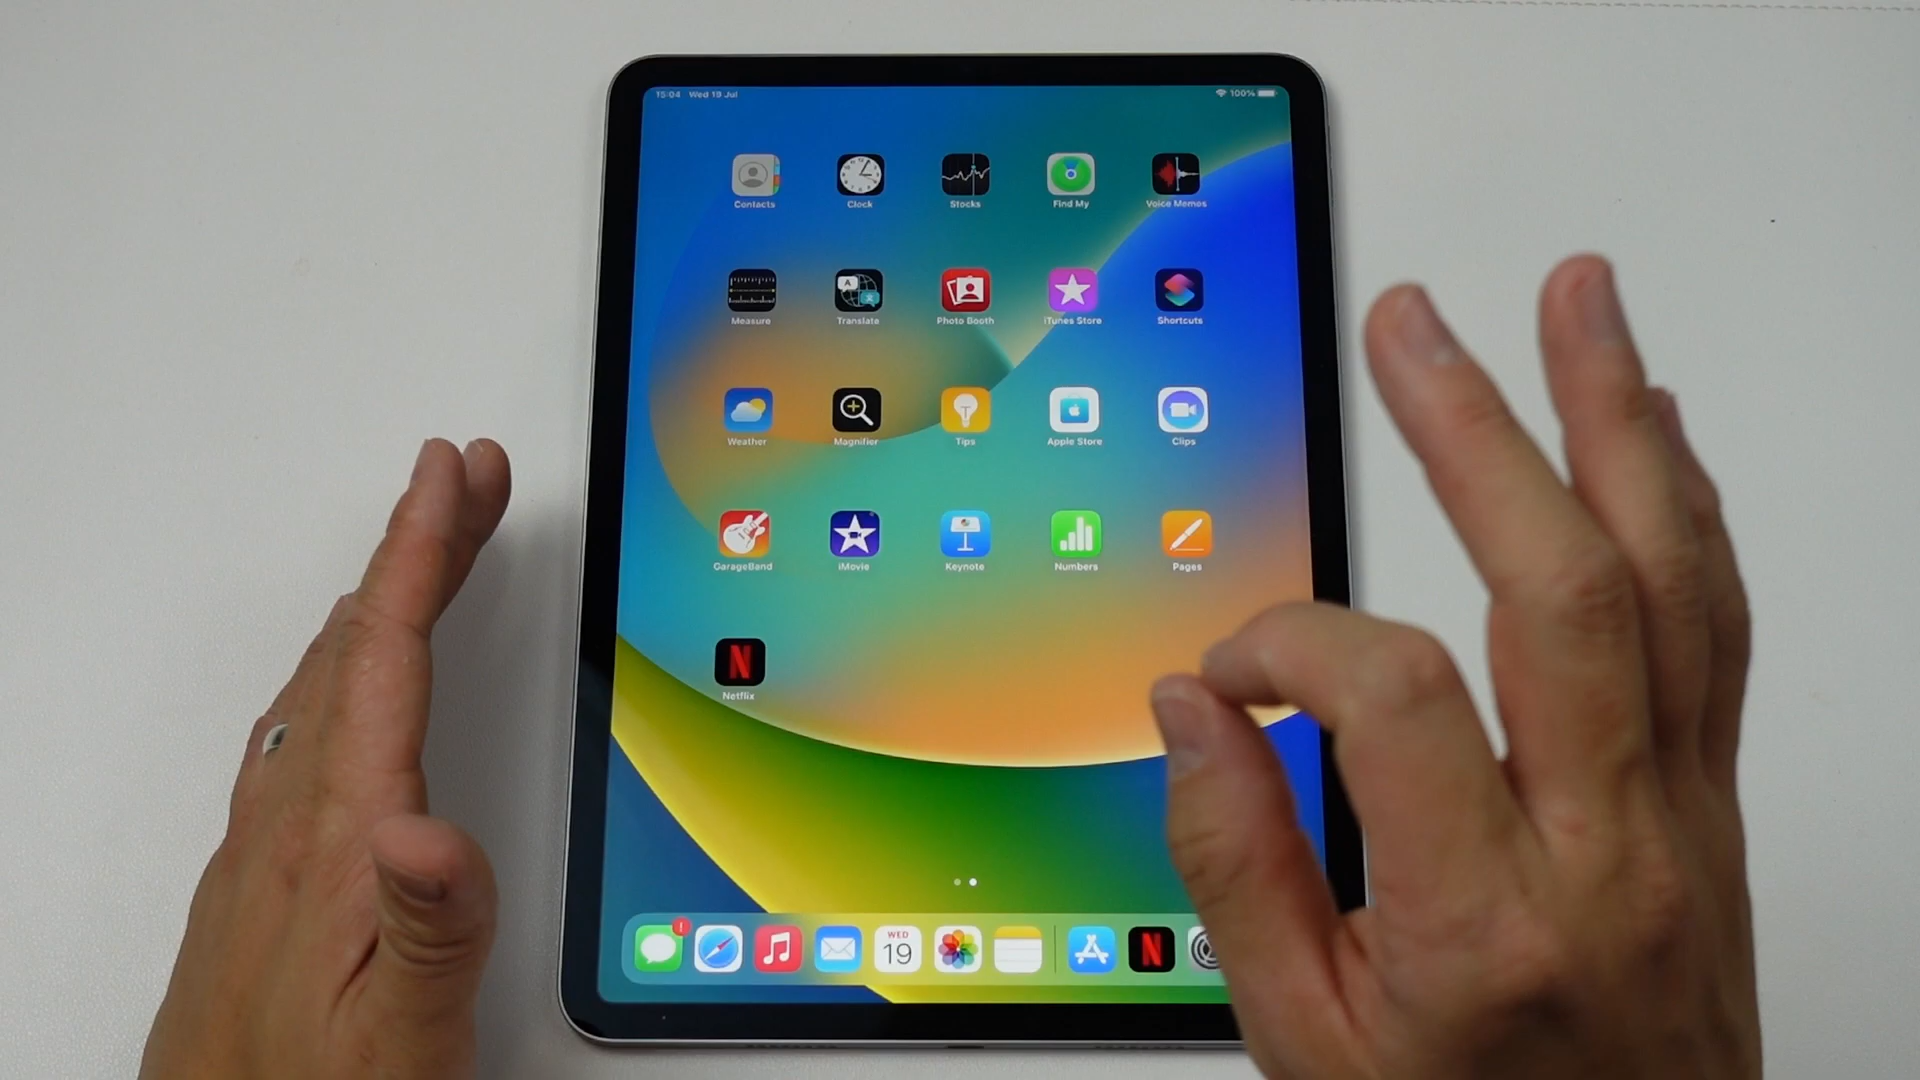 15:04 Wed 19 Jul
100%
Contacts Clock Stocks Find My Voice Memos
Measure Translate Photo Booth iTunes Store Shortcuts
Weather Magnifier Tips Apple Store Clips
GarageBand iMovie Keynote Numbers Pages
N
Netflix
!
WED
19
N